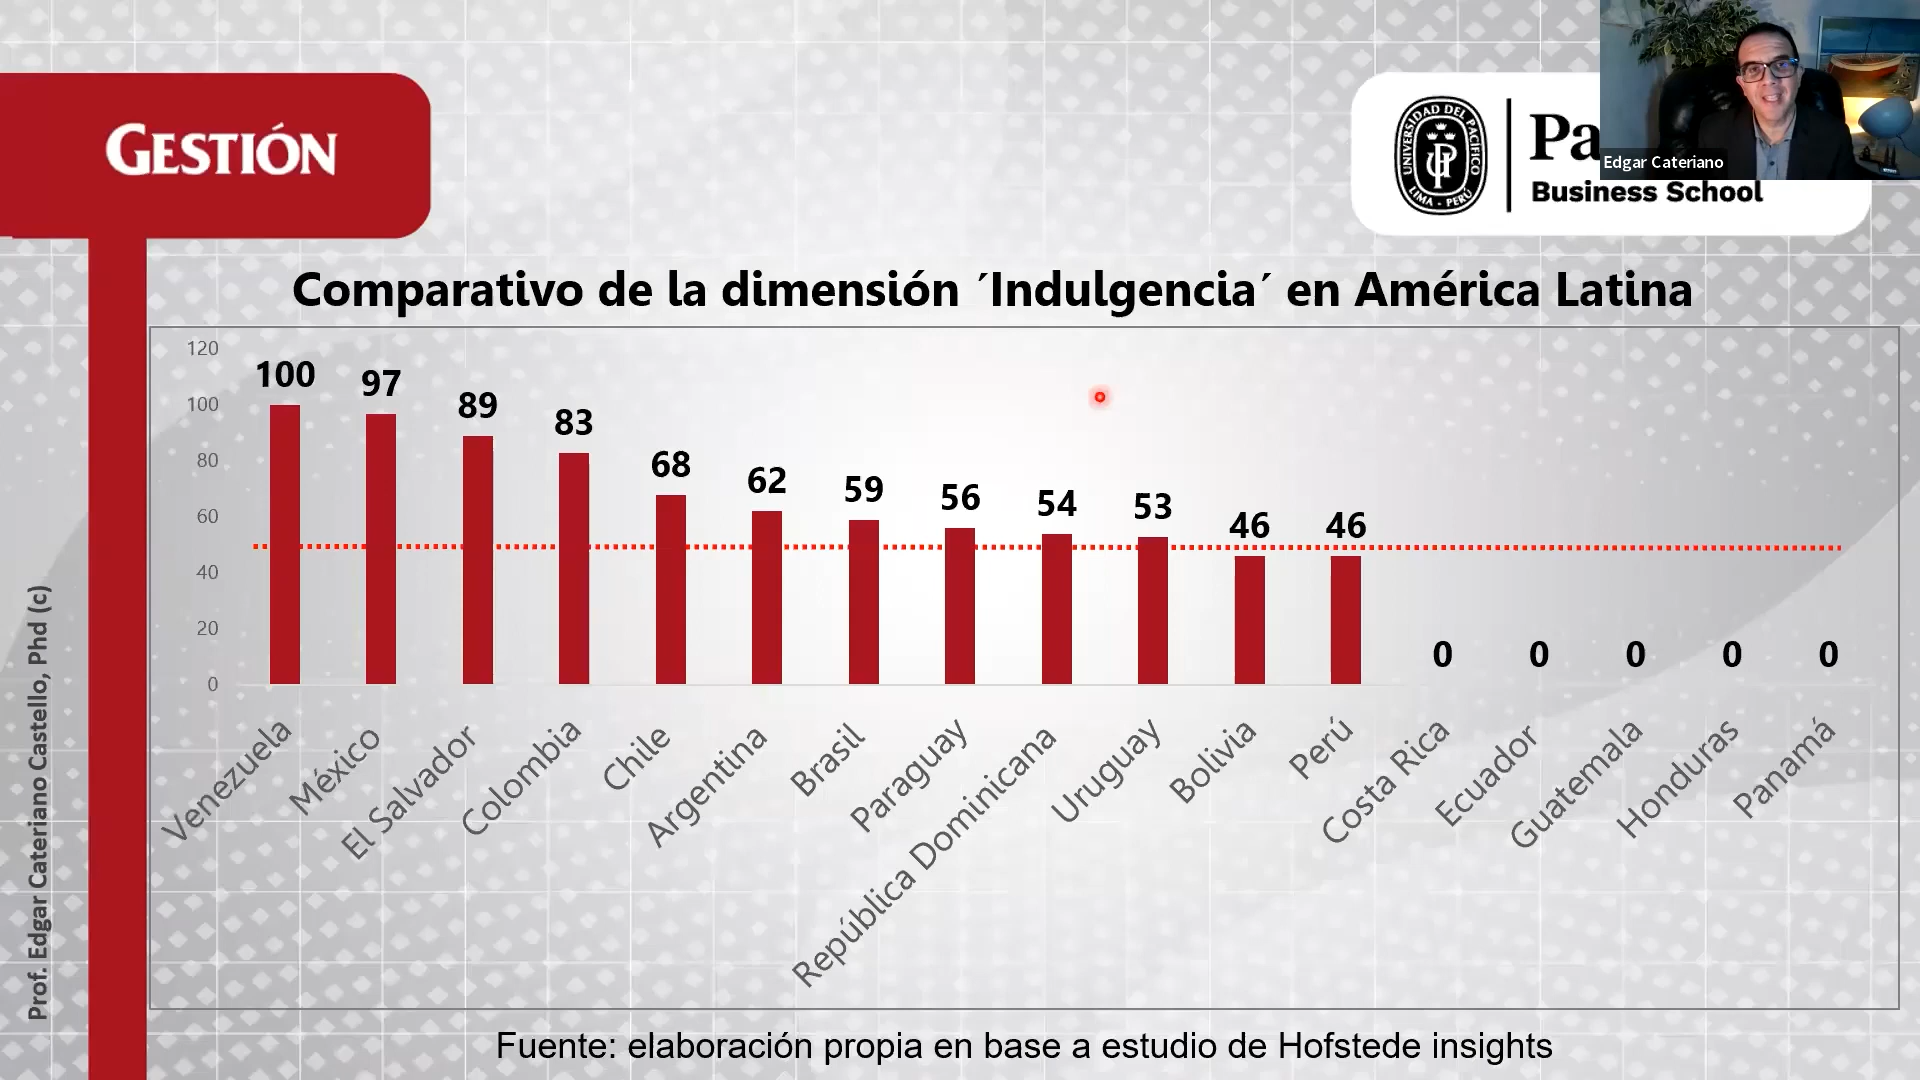 GESTIÓN
UNIVERSIDAD DEL PACÍFICO
LIMA - PERÚ
Pa
Business School
Edgar Cateriano
Comparativo de la dimensión ´Indulgencia´ en América Latina
120
100
80
60
40
20
0
100
97
89
83
68
62
59
56
54
53
46
46
0
0
0
0
0
Venezuela
México
El Salvador
Colombia
Chile
Argentina
Brasil
Paraguay
República Dominicana
Uruguay
Bolivia
Perú
Costa Rica
Ecuador
Guatemala
Honduras
Panamá
Prof. Edgar Cateriano Castello, Phd (c)
Fuente: elaboración propia en base a estudio de Hofstede insights